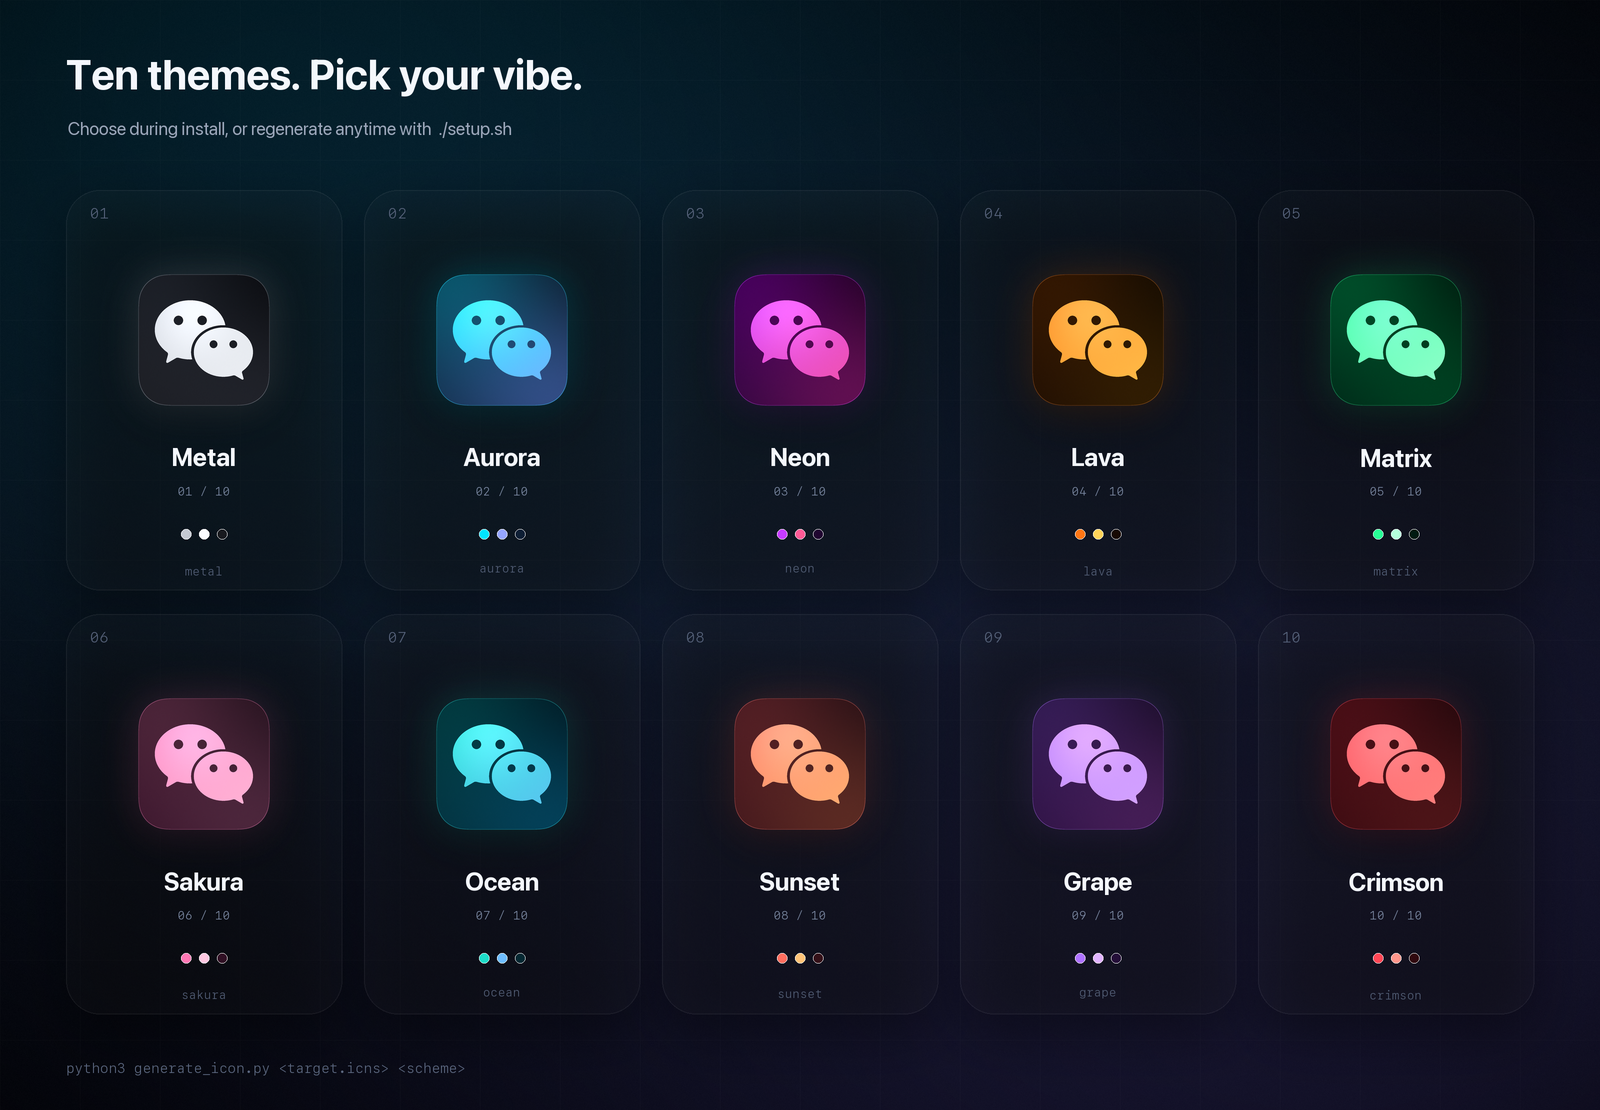 Ten themes. Pick your vibe.
Choose during install, or regenerate anytime with ./setup.sh
01
02
03
04
05
Metal
Aurora
Neon
Lava
Matrix
01 / 10
02 / 10
03 / 10
04 / 10
05 / 10
metal
aurora
neon
lava
matrix
06
07
08
09
10
Sakura
Ocean
Sunset
Grape
Crimson
06 / 10
07 / 10
08 / 10
09 / 10
10 / 10
sakura
ocean
sunset
grape
crimson
python3 generate_icon.py <target.icns> <scheme>